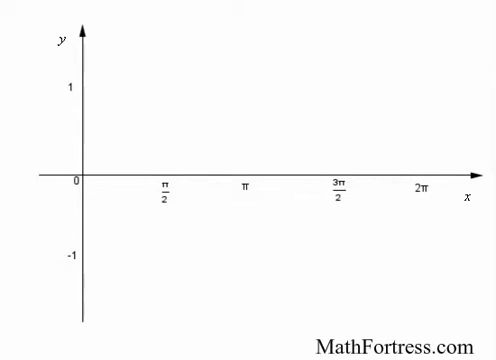 y
1
0
π/2
π
3π/2
2π
x
-1
MathFortress.com